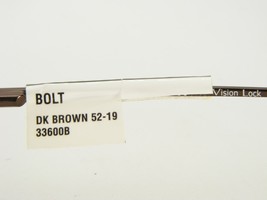 BOLT
Vision Lock
DK BROWN 52-19
33600B